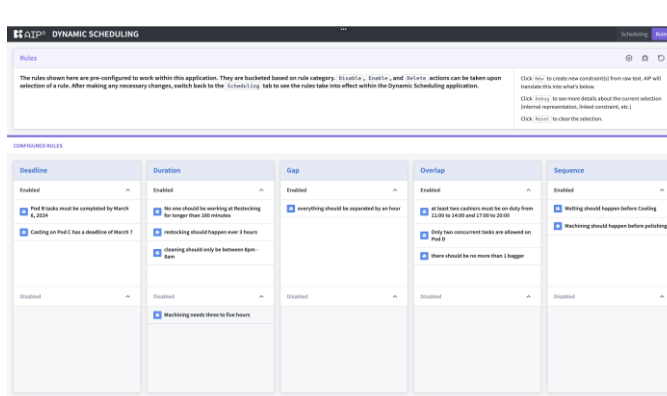 AIP DYNAMIC SCHEDULING
Scheduling Rules
Rules
The rules shown here are pre-configured to work within this application. They are bucketed based on rule category. Disable, Enable, and Delete actions can be taken upon
selection of a rule. After making any necessary changes, switch back to the Scheduling tab to see the rules take into effect within the Dynamic Scheduling application.
Click New to create new constraint(s) from raw text. AIP will
translate this into what's below.
Click Debug to see more details about the current selection
(internal representation, linked constraint, etc.)
Click Reset to clear the selection.
CONFIGURED RULES
Deadline
Enabled
Pod B tasks must be completed by March
6, 2024
Casting on Pod C has a deadline of March 7
Disabled
Duration
Enabled
No one should be working at Restocking
for longer than 180 minutes
restocking should happen ever 3 hours
cleaning should only be between 6pm-
8am
Disabled
Machining needs three to five hours
Gap
Enabled
everything should be separated by an hour
Disabled
Overlap
Enabled
at least two cashiers must be on duty from
11:00 to 14:00 and 17:00 to 20:00
Only two concurrent tasks are allowed on
Pod D
there should be no more than 1 bagger
Disabled
Sequence
Enabled
Melting should happen before Cooling
Machining should happen before polishing
Disabled